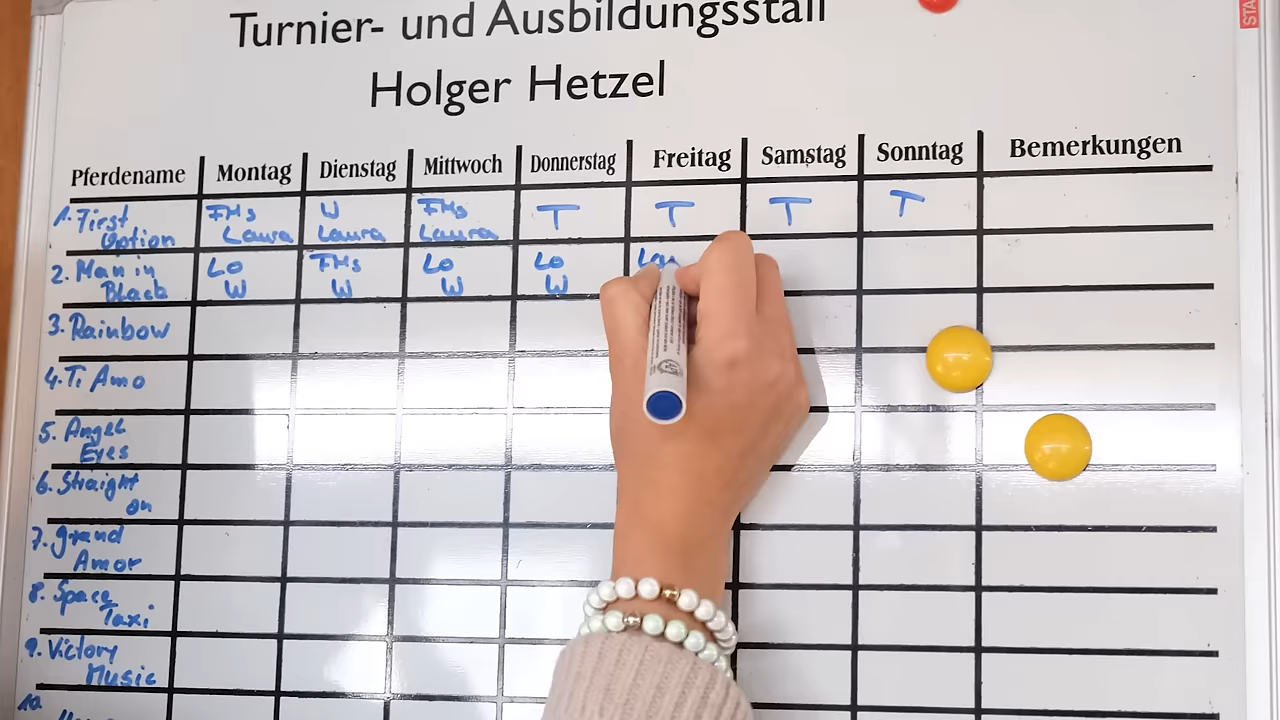 Turnier- und Ausbildungsstall
Holger Hetzel
Pferdename Montag Dienstag Mittwoch Donnerstag Freitag Samstag Sonntag Bemerkungen
1. First FMs W FMs T T T T
Option Laura Laura Laura
2. Man in LO FMs LO LO
Black W W W W
3. Rainbow
4. Ti Amo
5. Angel
Eyes
6. Straight
on
7. Grand
Amor
8. Space
Taxi
9. Victory
Music
10.
STA